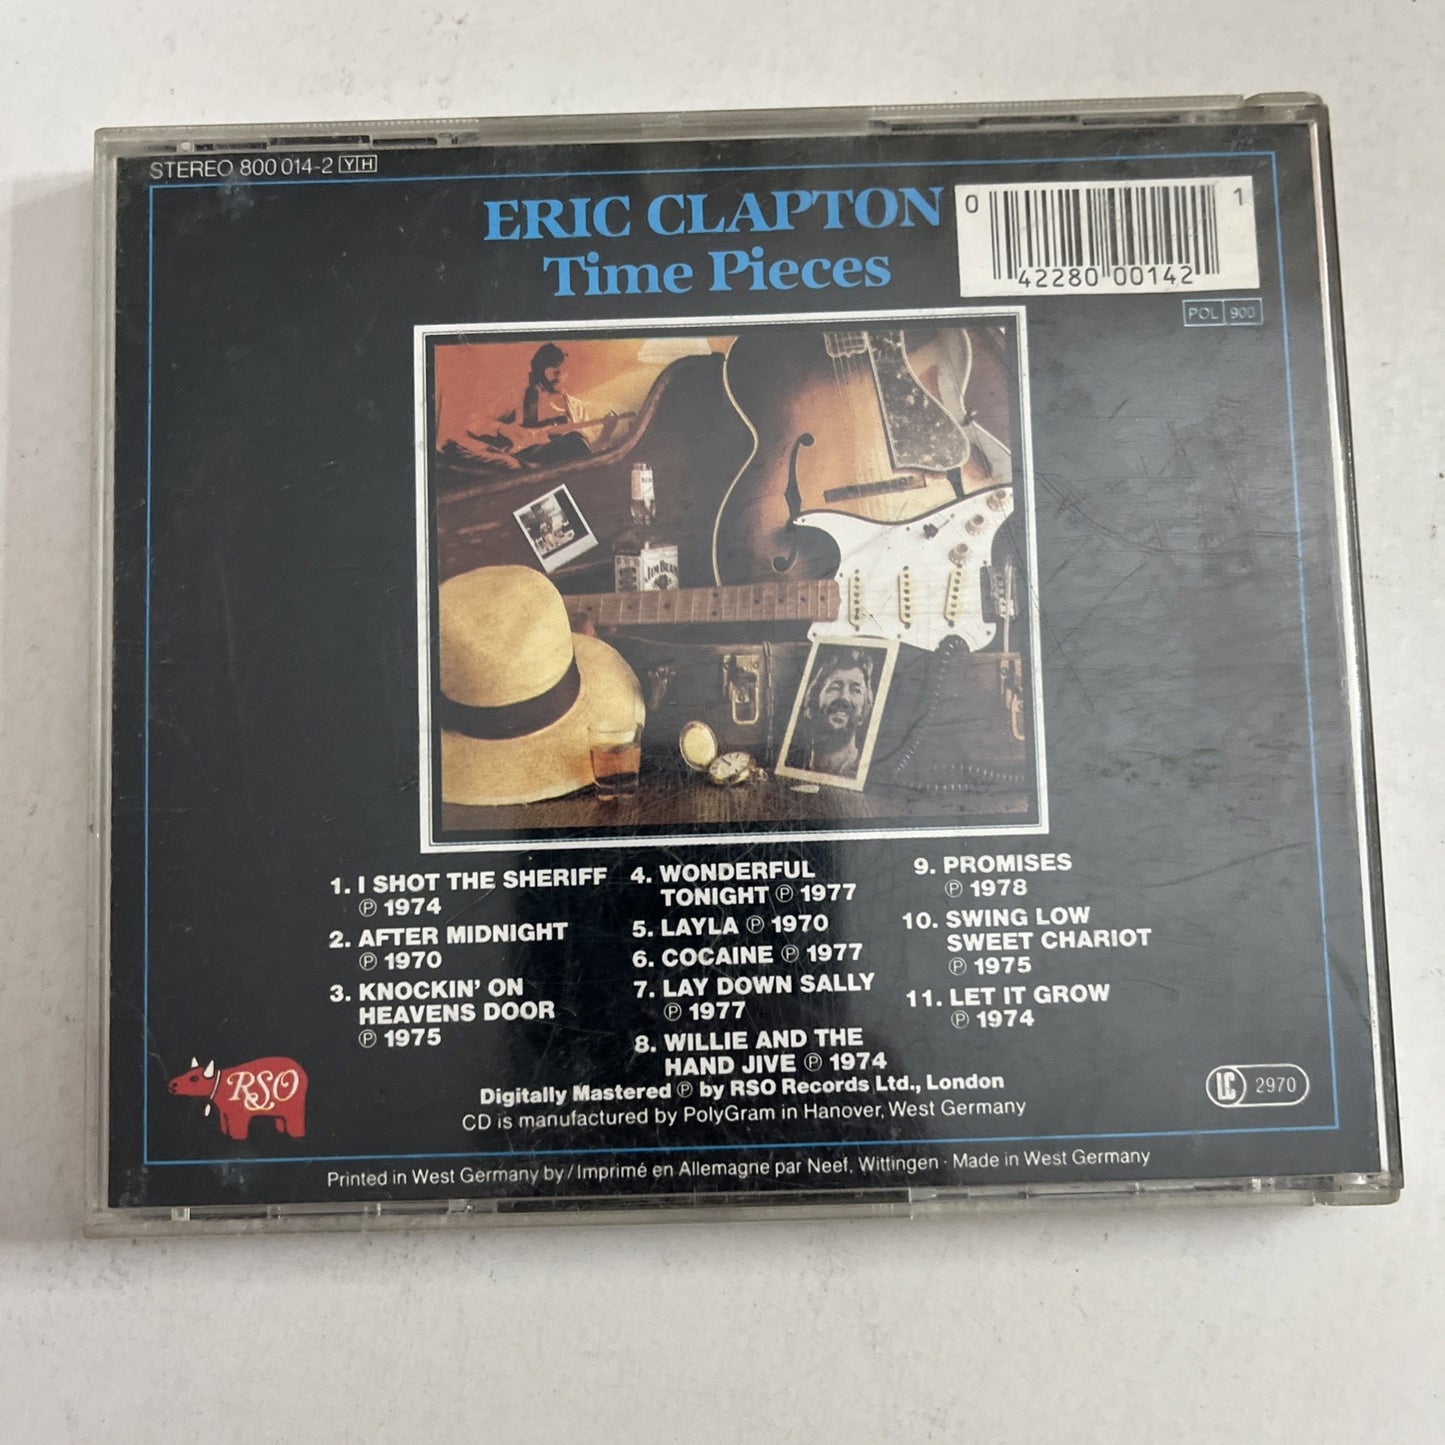 STEREO 800 014-2 YH
ERIC CLAPTON
Time Pieces
0 42280 00142 1
POL 900
JIM BEAM
1. I SHOT THE SHERIFF
℗ 1974
2. AFTER MIDNIGHT
℗ 1970
3. KNOCKIN' ON
HEAVENS DOOR
℗ 1975
4. WONDERFUL
TONIGHT ℗ 1977
5. LAYLA ℗ 1970
6. COCAINE ℗ 1977
7. LAY DOWN SALLY
℗ 1977
8. WILLIE AND THE
HAND JIVE ℗ 1974
9. PROMISES
℗ 1978
10. SWING LOW
SWEET CHARIOT
℗ 1975
11. LET IT GROW
℗ 1974
RSO
Digitally Mastered ℗ by RSO Records Ltd., London
CD is manufactured by PolyGram in Hanover, West Germany
LC 2970
Printed in West Germany by / Imprimé en Allemagne par Neef, Wittingen · Made in West Germany